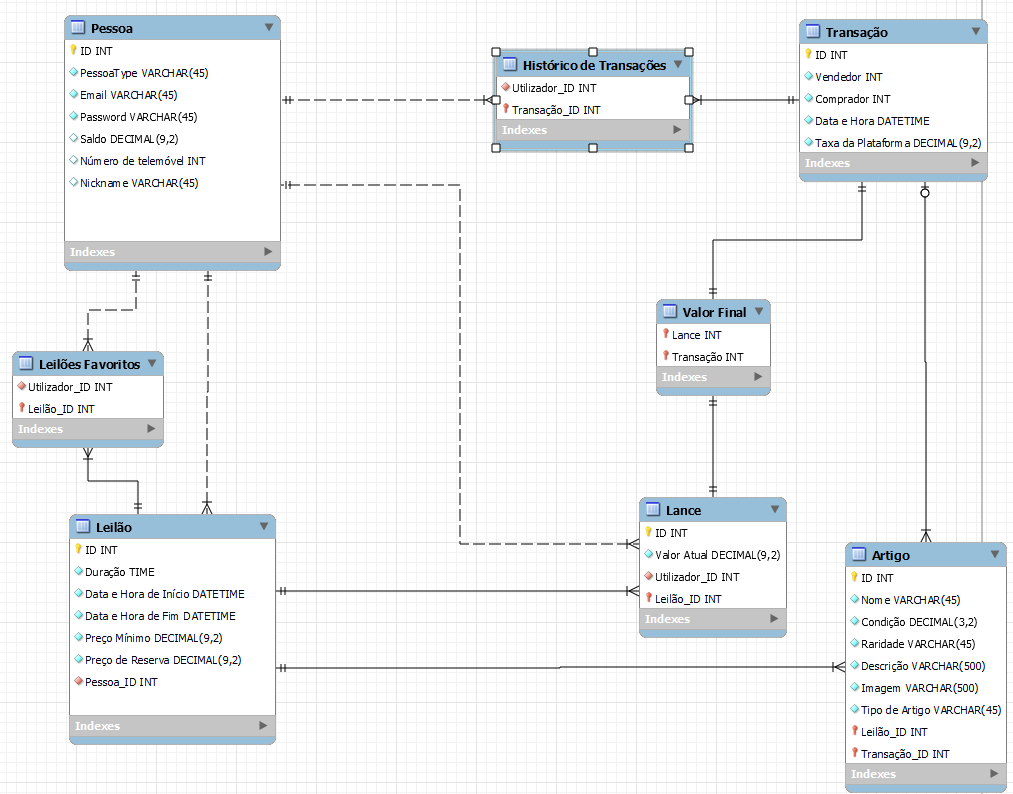 Pessoa
ID INT
PessoaType VARCHAR(45)
Email VARCHAR(45)
Password VARCHAR(45)
Saldo DECIMAL(9,2)
Número de telemóvel INT
Nickname VARCHAR(45)
Indexes
Histórico de Transações
Utilizador_ID INT
Transação_ID INT
Indexes
Transação
ID INT
Vendedor INT
Comprador INT
Data e Hora DATETIME
Taxa da Plataforma DECIMAL(9,2)
Indexes
Leilões Favoritos
Utilizador_ID INT
Leilão_ID INT
Indexes
Valor Final
Lance INT
Transação INT
Indexes
Leilão
ID INT
Duração TIME
Data e Hora de Início DATETIME
Data e Hora de Fim DATETIME
Preço Mínimo DECIMAL(9,2)
Preço de Reserva DECIMAL(9,2)
Pessoa_ID INT
Indexes
Lance
ID INT
Valor Atual DECIMAL(9,2)
Utilizador_ID INT
Leilão_ID INT
Indexes
Artigo
ID INT
Nome VARCHAR(45)
Condição DECIMAL(3,2)
Raridade VARCHAR(45)
Descrição VARCHAR(500)
Imagem VARCHAR(500)
Tipo de Artigo VARCHAR(45)
Leilão_ID INT
Transação_ID INT
Indexes